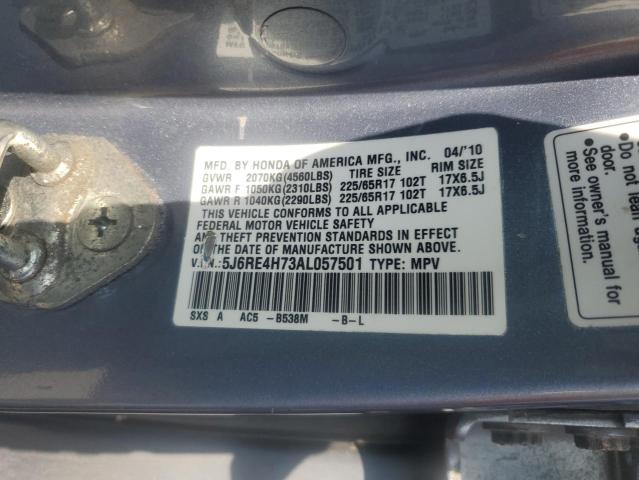 MFD. BY HONDA OF AMERICA MFG., INC. 04/'10
GVWR 2070KG(4560LBS) TIRE SIZE RIM SIZE
GAWR F 1050KG(2310LBS) 225/65R17 102T 17X6.5J
GAWR R 1040KG(2290LBS) 225/65R17 102T 17X6.5J
THIS VEHICLE CONFORMS TO ALL APPLICABLE
FEDERAL MOTOR VEHICLE SAFETY
AND THEFT PREVENTION STANDARDS IN EFFECT
ON THE DATE OF MANUFACTURE SHOWN ABOVE.
V.I.N.:5J6RE4H73AL057501 TYPE: MPV
SXS A AC5 -B538M -B-L
•Do not lea
door.
•See owner's manual for
more information.